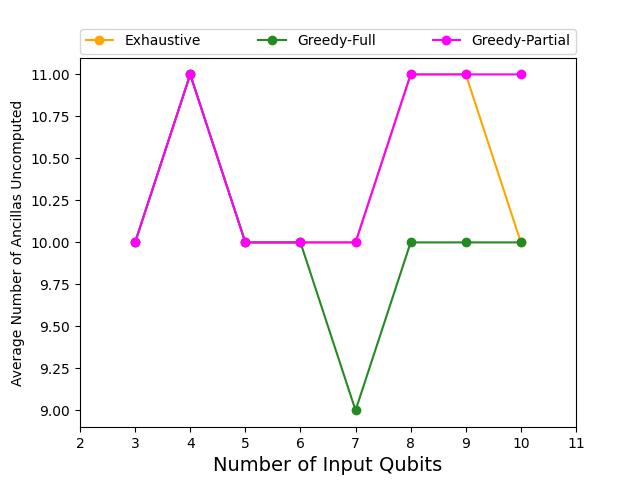 Exhaustive Greedy-Full Greedy-Partial
11.00
10.75
10.50
10.25
10.00
9.75
9.50
9.25
9.00
Average Number of Ancillas Uncomputed
2 3 4 5 6 7 8 9 10 11
Number of Input Qubits